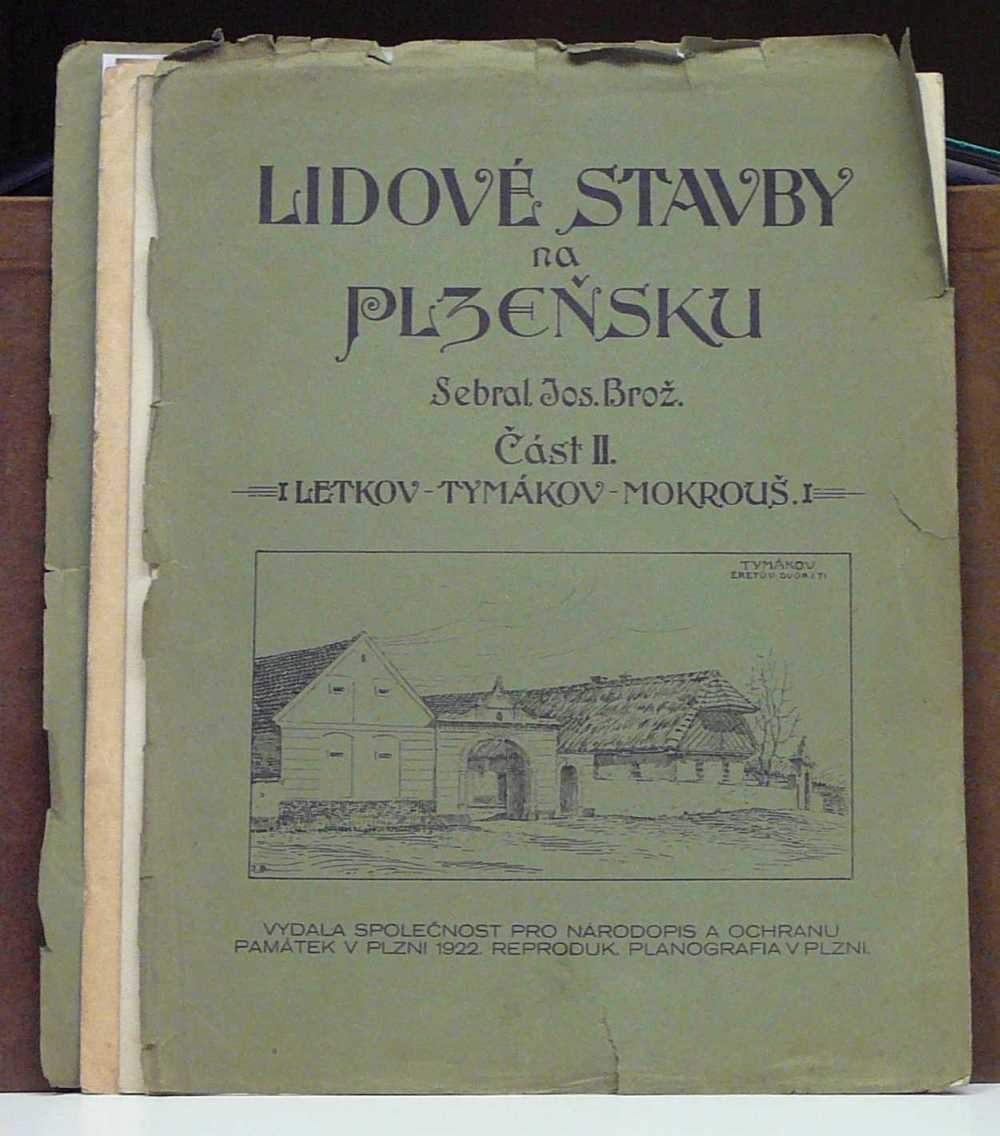 LIDOVÉ STAVBY
na
PLZEŇSKU
Sebral Jos. Brož.
Část II.
LETKOV - TYMÁKOV - MOKROUŠ.
TYMÁKOV
VYDALA SPOLEČNOST PRO NÁRODOPIS A OCHRANU
PAMÁTEK V PLZNI 1922. REPRODUK. PLANOGRAFIA V PLZNI.